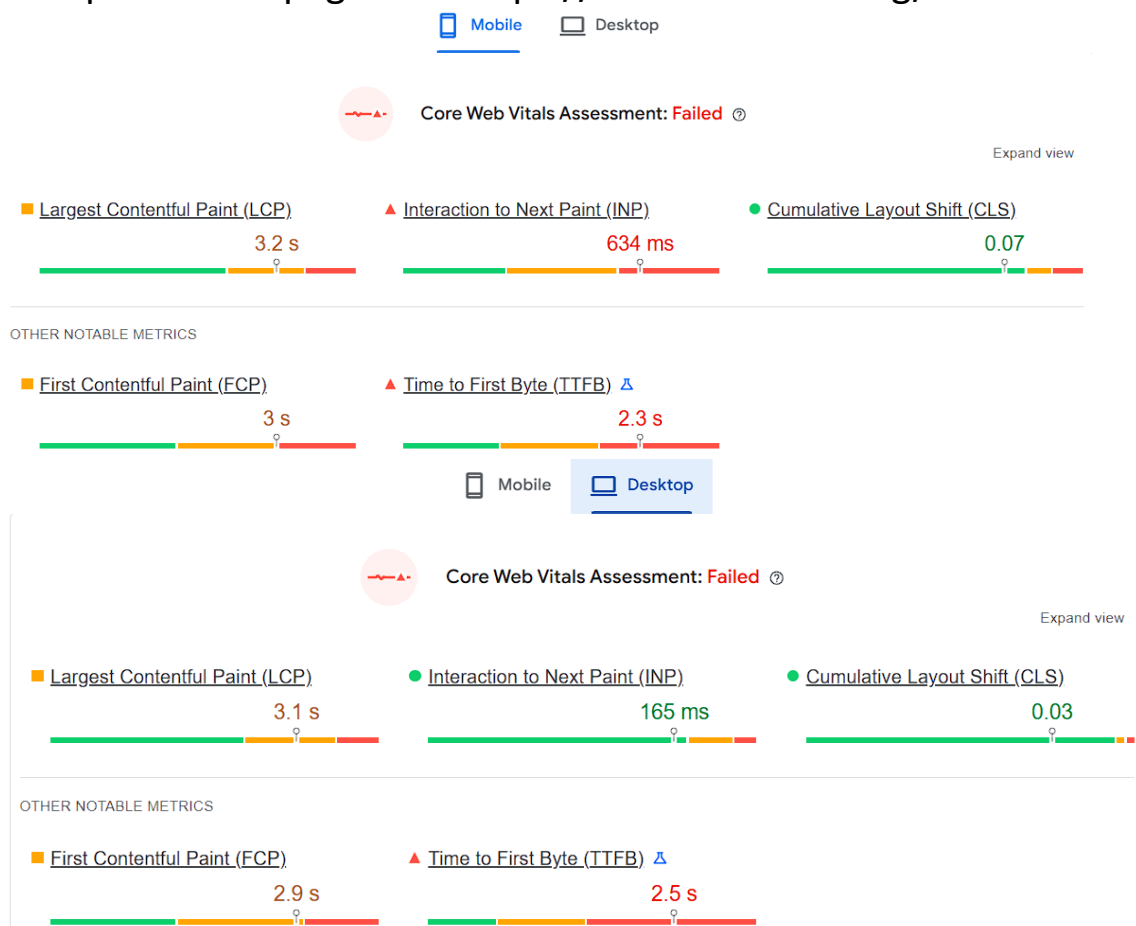 Mobile Desktop
Core Web Vitals Assessment: Failed
Expand view
Largest Contentful Paint (LCP) Interaction to Next Paint (INP) Cumulative Layout Shift (CLS)
3.2 s 634 ms 0.07
OTHER NOTABLE METRICS
First Contentful Paint (FCP) Time to First Byte (TTFB)
3 s 2.3 s
Mobile Desktop
Core Web Vitals Assessment: Failed
Expand view
Largest Contentful Paint (LCP) Interaction to Next Paint (INP) Cumulative Layout Shift (CLS)
3.1 s 165 ms 0.03
OTHER NOTABLE METRICS
First Contentful Paint (FCP) Time to First Byte (TTFB)
2.9 s 2.5 s